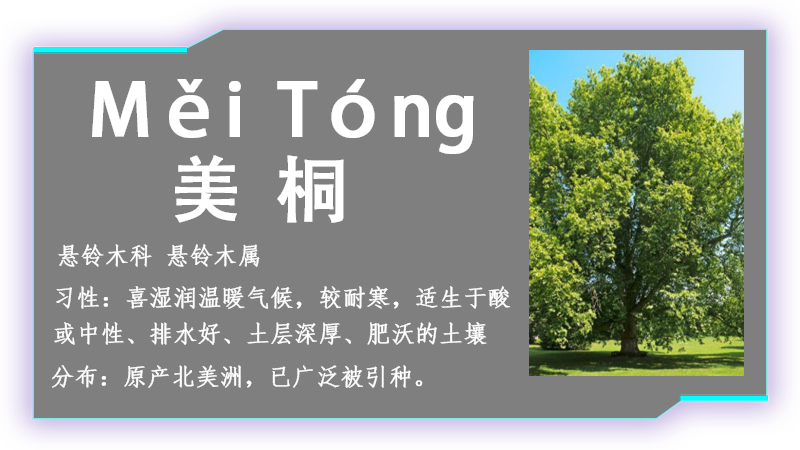 Měi Tóng
美 桐
悬铃木科 悬铃木属
习性：喜湿润温暖气候，较耐寒，适生于酸
或中性、排水好、土层深厚、肥沃的土壤
分布：原产北美洲，已广泛被引种。